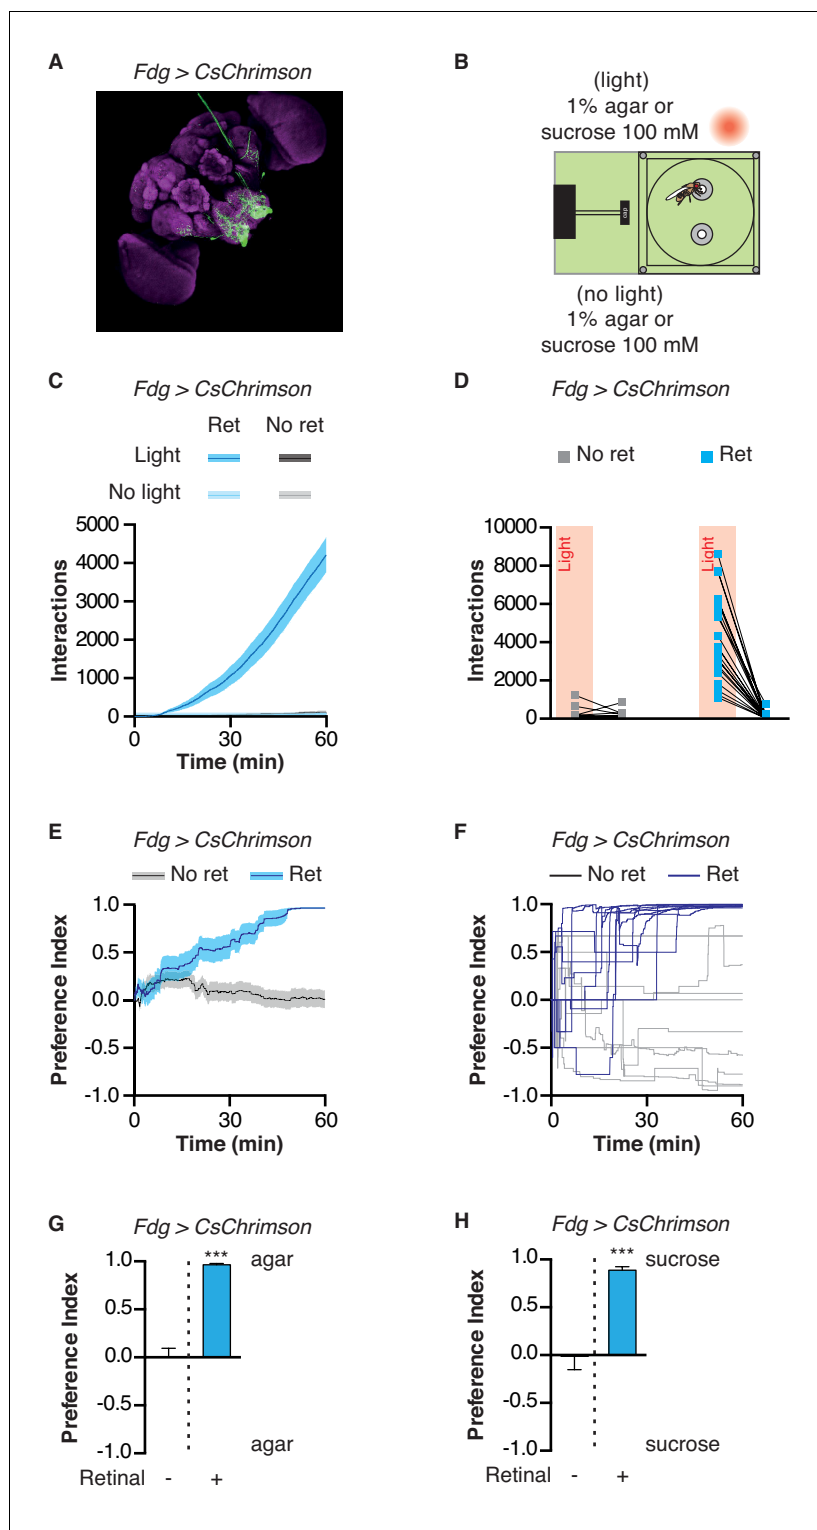 A
Fdg > CsChrimson
B
(light)
1% agar or
sucrose 100 mM
(no light)
1% agar or
sucrose 100 mM
C
Fdg > CsChrimson
Ret No ret
Light
No light
5000
4000
3000
2000
1000
0
Interactions
0 30 60
Time (min)
D
Fdg > CsChrimson
No ret Ret
10000
8000
6000
4000
2000
0
Interactions
Light
Light
E
Fdg > CsChrimson
No ret Ret
1.0
0.5
0.0
-0.5
-1.0
Preference Index
0 30 60
Time (min)
F
Fdg > CsChrimson
No ret Ret
1.0
0.5
0.0
-0.5
-1.0
Preference Index
0 30 60
Time (min)
G
Fdg > CsChrimson
1.0
0.5
0.0
-0.5
-1.0
Preference Index
***
agar
agar
Retinal - +
H
Fdg > CsChrimson
1.0
0.5
0.0
-0.5
-1.0
Preference Index
***
sucrose
sucrose
Retinal - +